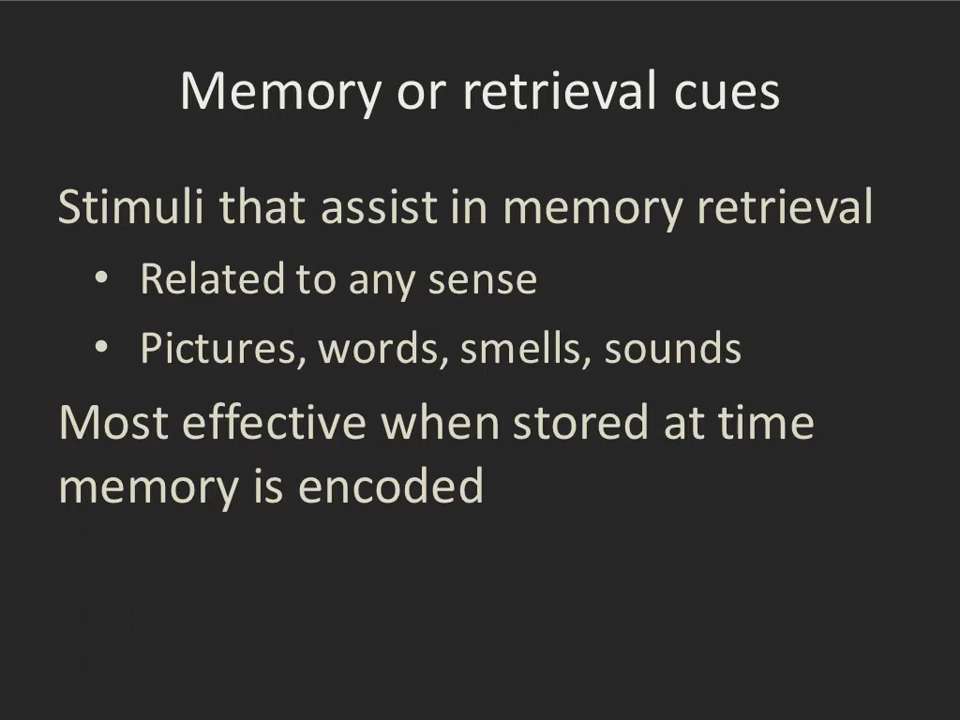 Memory or retrieval cues
Stimuli that assist in memory retrieval
• Related to any sense
• Pictures, words, smells, sounds
Most effective when stored at time
memory is encoded